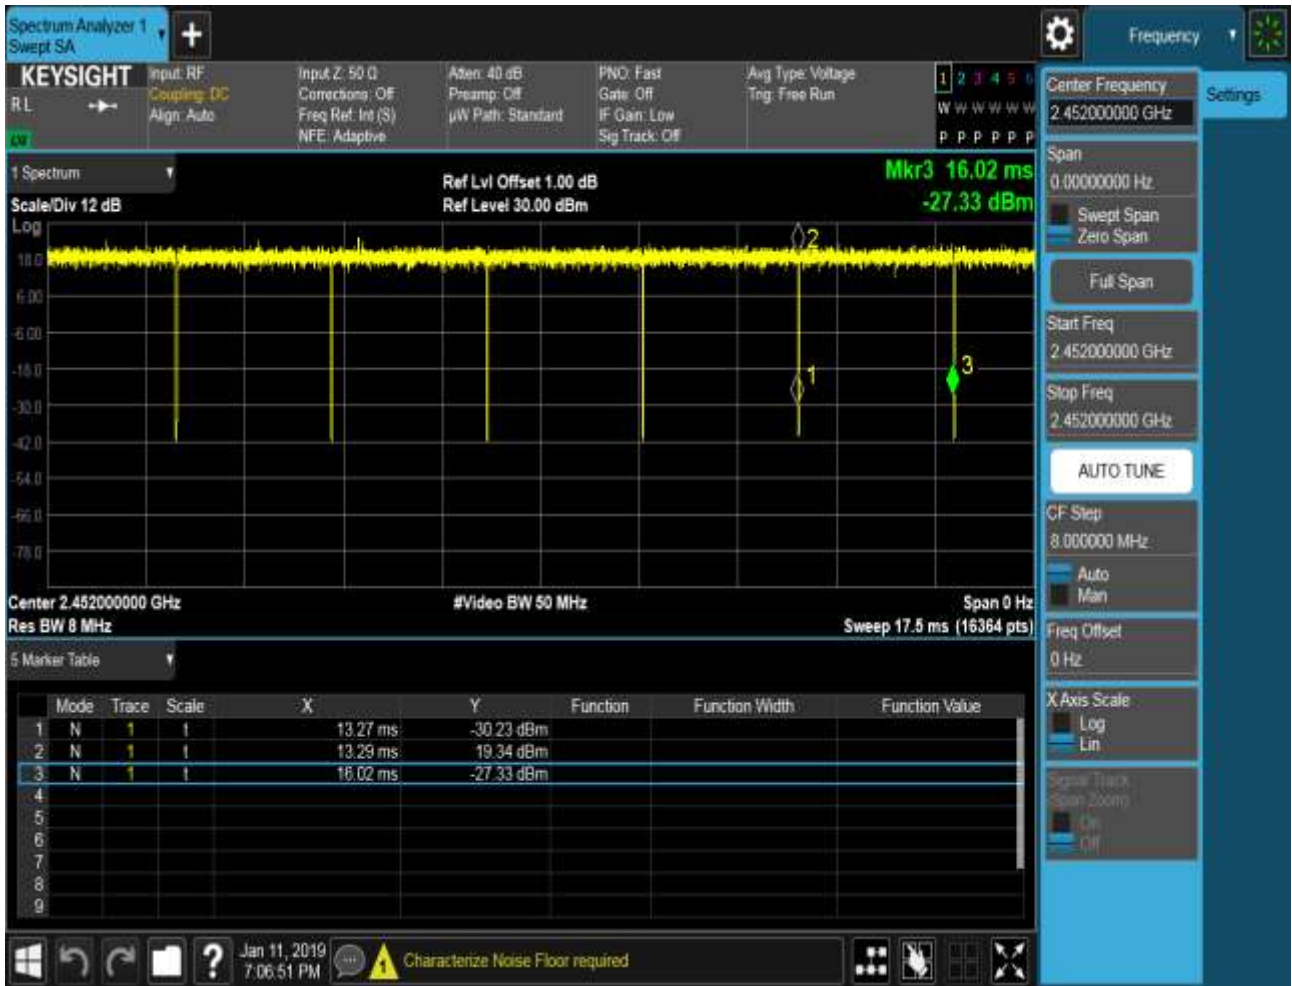 Spectrum Analyzer 1
Swept SA
+
Frequency
KEYSIGHT
RL
Input: RF
Coupling: DC
Align: Auto
Input Z: 50 Ω
Corrections: Off
Freq Ref: Int (S)
NFE: Adaptive
Atten: 40 dB
Preamp: Off
µW Path: Standard
PNO: Fast
Gate: Off
IF Gain: Low
Sig Track: Off
Avg Type: Voltage
Trig: Free Run
1 2 3 4 5 6
W W W W W W
P P P P P P
Settings
Center Frequency
2.452000000 GHz
Span
0.00000000 Hz
Swept Span
Zero Span
Full Span
Start Freq
2.452000000 GHz
Stop Freq
2.452000000 GHz
AUTO TUNE
CF Step
8.000000 MHz
Auto
Man
Freq Offset
0 Hz
X Axis Scale
Log
Lin
Signal Track
(Span Zoom)
On
Off
1 Spectrum
Scale/Div 12 dB
Ref Lvl Offset 1.00 dB
Ref Level 30.00 dBm
Mkr3 16.02 ms
-27.33 dBm
Log
18.0
6.00
-6.00
-18.0
-30.0
-42.0
-54.0
-66.0
-78.0
2
1
3
Center 2.452000000 GHz
#Video BW 50 MHz
Span 0 Hz
Res BW 8 MHz
Sweep 17.5 ms (16364 pts)
5 Marker Table
Mode Trace Scale X Y Function Function Width Function Value
1 N 1 t 13.27 ms -30.23 dBm
2 N 1 t 13.29 ms 19.34 dBm
3 N 1 t 16.02 ms -27.33 dBm
4
5
6
7
8
9
?
Jan 11, 2019
7:06:51 PM
1
Characterize Noise Floor required